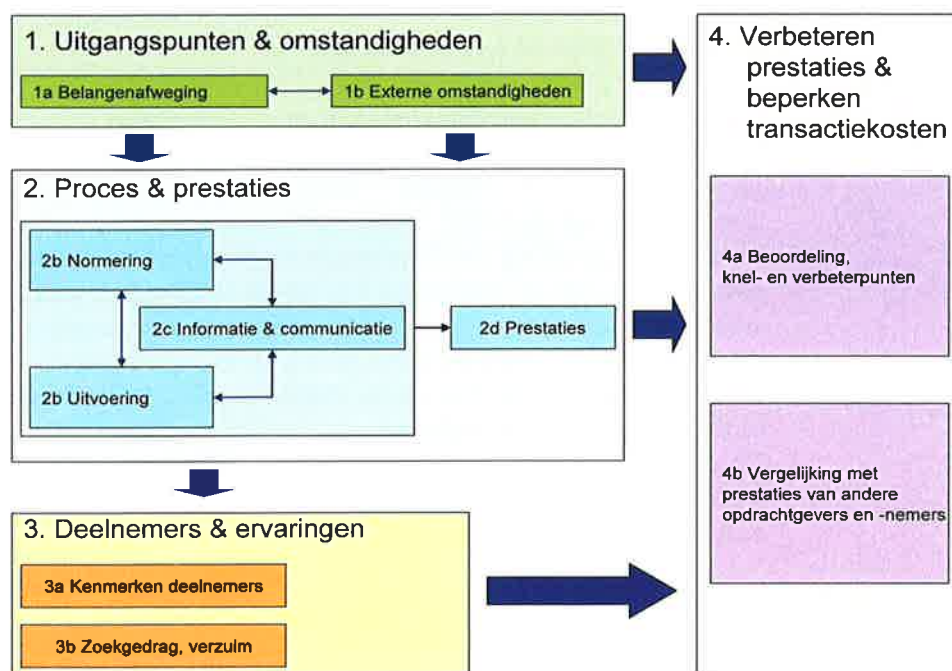 1. Uitgangspunten & omstandigheden
1a Belangenafweging
1b Externe omstandigheden
2. Proces & prestaties
2b Normering
2c Informatie & communicatie
2d Prestaties
2b Uitvoering
3. Deelnemers & ervaringen
3a Kenmerken deelnemers
3b Zoekgedrag, verzuim
4. Verbeteren
prestaties &
beperken
transactiekosten
4a Beoordeling,
knel- en verbeterpunten
4b Vergelijking met
prestaties van andere
opdrachtgevers en -nemers